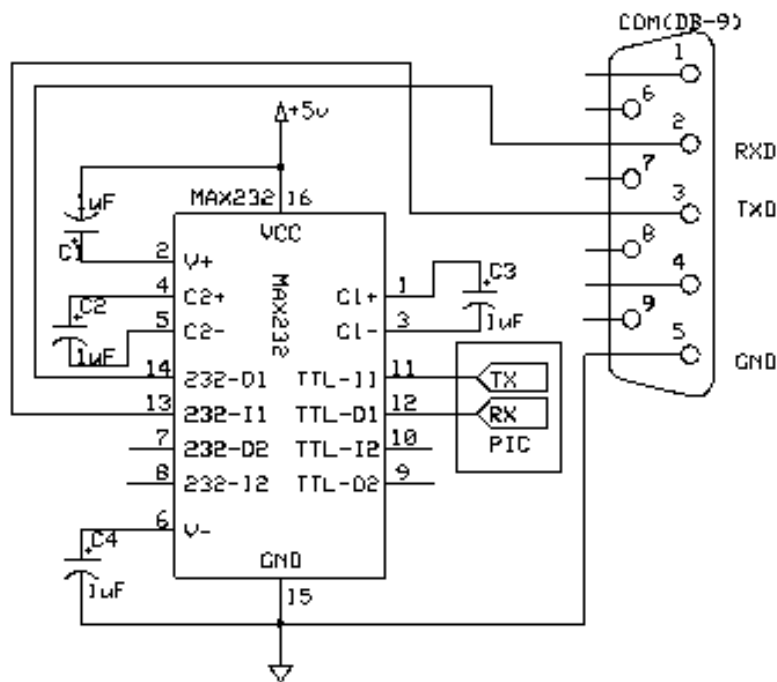 COM(DB-9)
1
6
2
RXD
7
3
TXD
8
4
9
5
GND
+5v
1uF
C1
+
MAX232
16
VCC
MAX232
2
V+
4
C2+
C2
+
5
C2-
1uF
14
232-O1
13
232-I1
7
232-O2
8
232-I2
6
V-
C4
+
1uF
GND
15
1
C1+
C3
+
3
C1-
1uF
11
TTL-I1
TX
12
TTL-O1
RX
PIC
10
TTL-I2
9
TTL-O2